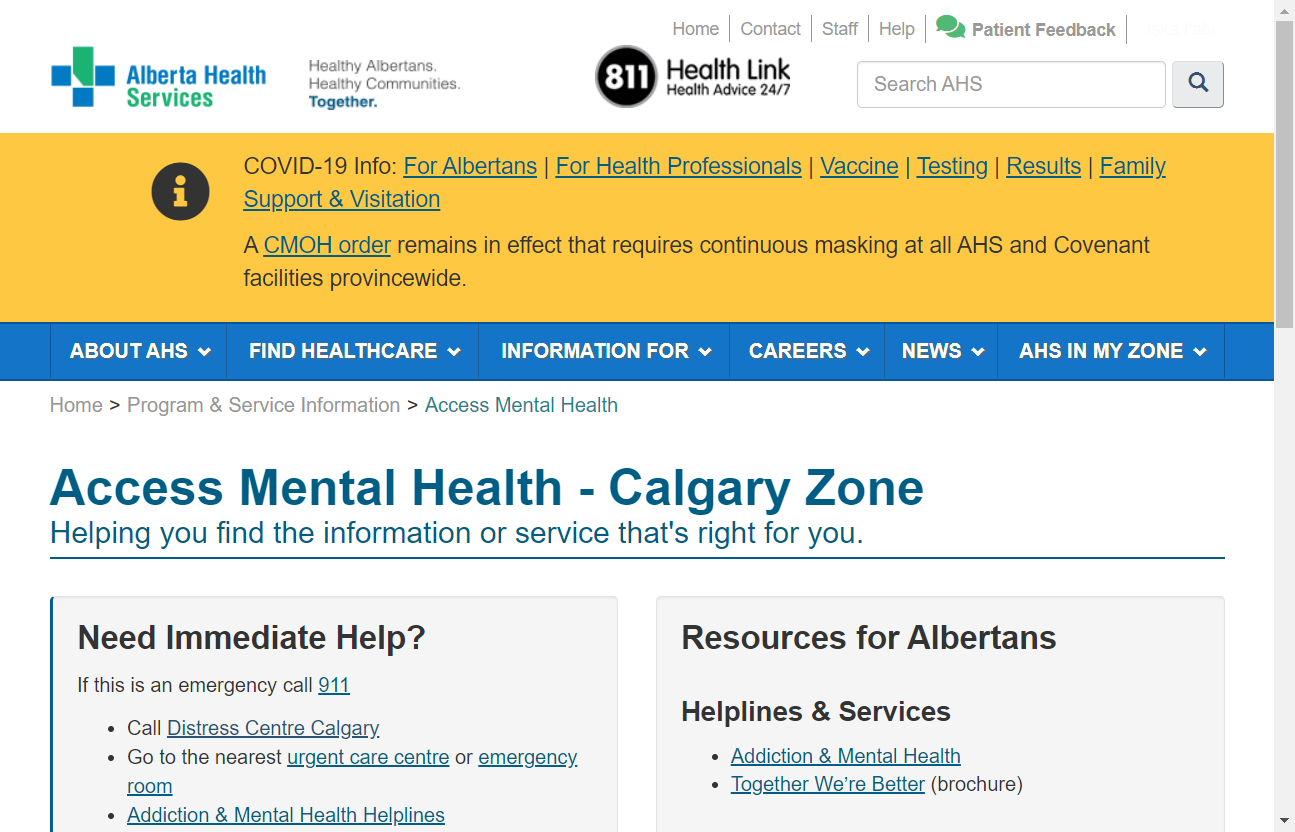 Home Contact Staff Help Patient Feedback
Alberta Health
Services
Healthy Albertans.
Healthy Communities.
Together.
811 Health Link
Health Advice 24/7
Search AHS
COVID-19 Info: For Albertans | For Health Professionals | Vaccine | Testing | Results | Family
Support & Visitation
A CMOH order remains in effect that requires continuous masking at all AHS and Covenant
facilities provincewide.
ABOUT AHS FIND HEALTHCARE INFORMATION FOR CAREERS NEWS AHS IN MY ZONE
Home > Program & Service Information > Access Mental Health
Access Mental Health - Calgary Zone
Helping you find the information or service that's right for you.
Need Immediate Help?
If this is an emergency call 911
• Call Distress Centre Calgary
• Go to the nearest urgent care centre or emergency
room
• Addiction & Mental Health Helplines
Resources for Albertans
Helplines & Services
• Addiction & Mental Health
• Together We’re Better (brochure)